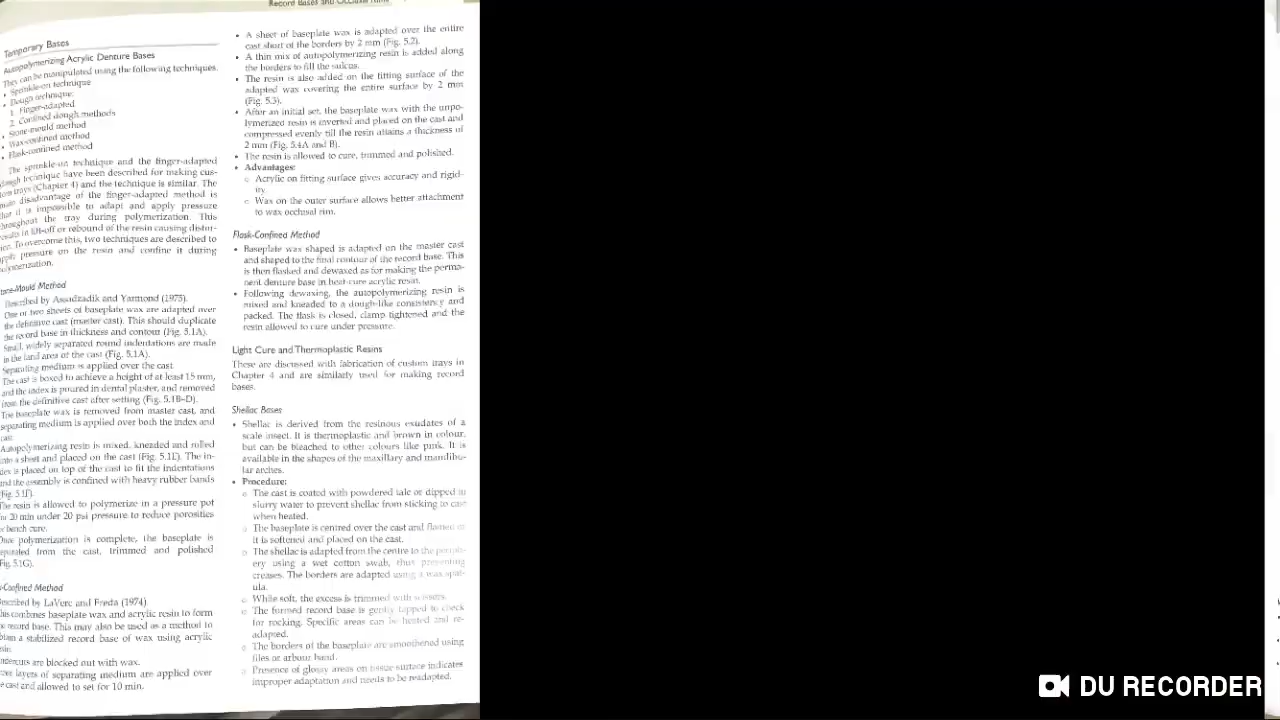 Record Bases and Occlusal Rims
Temporary Bases
Autopolymerizing Acrylic Denture Bases
They can be manipulated using the following techniques.
• Sprinkle-on technique
• Dough technique:
1. Finger-adapted
2. Confined dough methods
• Stone-mould method
• Wax-confined method
• Flask-confined method
The sprinkle-on technique and the finger-adapted
dough technique have been described for making cus-
tom trays (Chapter 4) and the technique is similar. The
main disadvantage of the finger-adapted method is
that it is impossible to adapt and apply pressure
throughout the tray during polymerization. This
results in lift-off or rebound of the resin causing distor-
tion. To overcome this, two techniques are described to
apply pressure on the resin and confine it during
polymerization.
Stone-Mould Method
Described by Assadzadik and Yarmond (1975).
One or two sheets of baseplate wax are adapted over
the definitive cast (master cast). This should duplicate
the record base in thickness and contour (Fig. 5.1A).
Small, widely separated round indentations are made
in the land area of the cast (Fig. 5.1A).
Separating medium is applied over the cast.
The cast is boxed to achieve a height of at least 15 mm,
and the index is poured in dental plaster, and removed
from the definitive cast after setting (Fig. 5.1B–D).
The baseplate wax is removed from master cast, and
separating medium is applied over both the index and
cast.
Autopolymerizing resin is mixed, kneaded and rolled
into a sheet and placed on the cast (Fig. 5.1E). The in-
dex is placed on top of the cast to fit the indentations
and the assembly is confined with heavy rubber bands
(Fig. 5.1F).
The resin is allowed to polymerize in a pressure pot
for 20 min under 20 psi pressure to reduce porosities
or bench cure.
Once polymerization is complete, the baseplate is
separated from the cast, trimmed and polished
(Fig. 5.1G).
-Confined Method
Described by LaVere and Freda (1974).
This combines baseplate wax and acrylic resin to form
the record base. This may also be used as a method to
obtain a stabilized record base of wax using acrylic
resin.
Undercuts are blocked out with wax.
layers of separating medium are applied over
the cast and allowed to set for 10 min.
• A sheet of baseplate wax is adapted over the entire
cast short of the borders by 2 mm (Fig. 5.2).
• A thin mix of autopolymerizing resin is added along
the borders to fill the sulcus.
• The resin is also added on the fitting surface of the
adapted wax covering the entire surface by 2 mm
(Fig. 5.3).
• After an initial set, the baseplate wax with the unpo-
lymerized resin is inverted and placed on the cast and
compressed evenly till the resin attains a thickness of
2 mm (Fig. 5.4A and B).
• The resin is allowed to cure, trimmed and polished.
• Advantages:
○ Acrylic on fitting surface gives accuracy and rigid-
ity.
○ Wax on the outer surface allows better attachment
to wax occlusal rim.
Flask-Confined Method
• Baseplate wax shaped is adapted on the master cast
and shaped to the final contour of the record base. This
is then flasked and dewaxed as for making the perma-
nent denture base in heat-cure acrylic resin.
• Following dewaxing, the autopolymerizing resin is
mixed and kneaded to a dough-like consistency and
packed. The flask is closed, clamp tightened and the
resin allowed to cure under pressure.
Light Cure and Thermoplastic Resins
These are discussed with fabrication of custom trays in
Chapter 4 and are similarly used for making record
bases.
Shellac Bases
• Shellac is derived from the resinous exudates of a
scale insect. It is thermoplastic and brown in colour,
but can be bleached to other colours like pink. It is
available in the shapes of the maxillary and mandibu-
lar arches.
• Procedure:
○ The cast is coated with powdered talc or dipped in
slurry water to prevent shellac from sticking to cast
when heated.
○ The baseplate is centred over the cast and flamed
it is softened and placed on the cast.
○ The shellac is adapted from the centre to the periph-
ery using a wet cotton swab, thus preventing
creases. The borders are adapted using a wax spat-
ula.
○ While soft, the excess is trimmed with scissors.
○ The formed record base is gently tapped to check
for rocking. Specific areas can be heated and re-
adapted.
○ The borders of the baseplate are smoothened using
files or arbour band.
○ Presence of glossy areas on tissue surface indicates
improper adaptation and needs to be readapted.
DU RECORDER